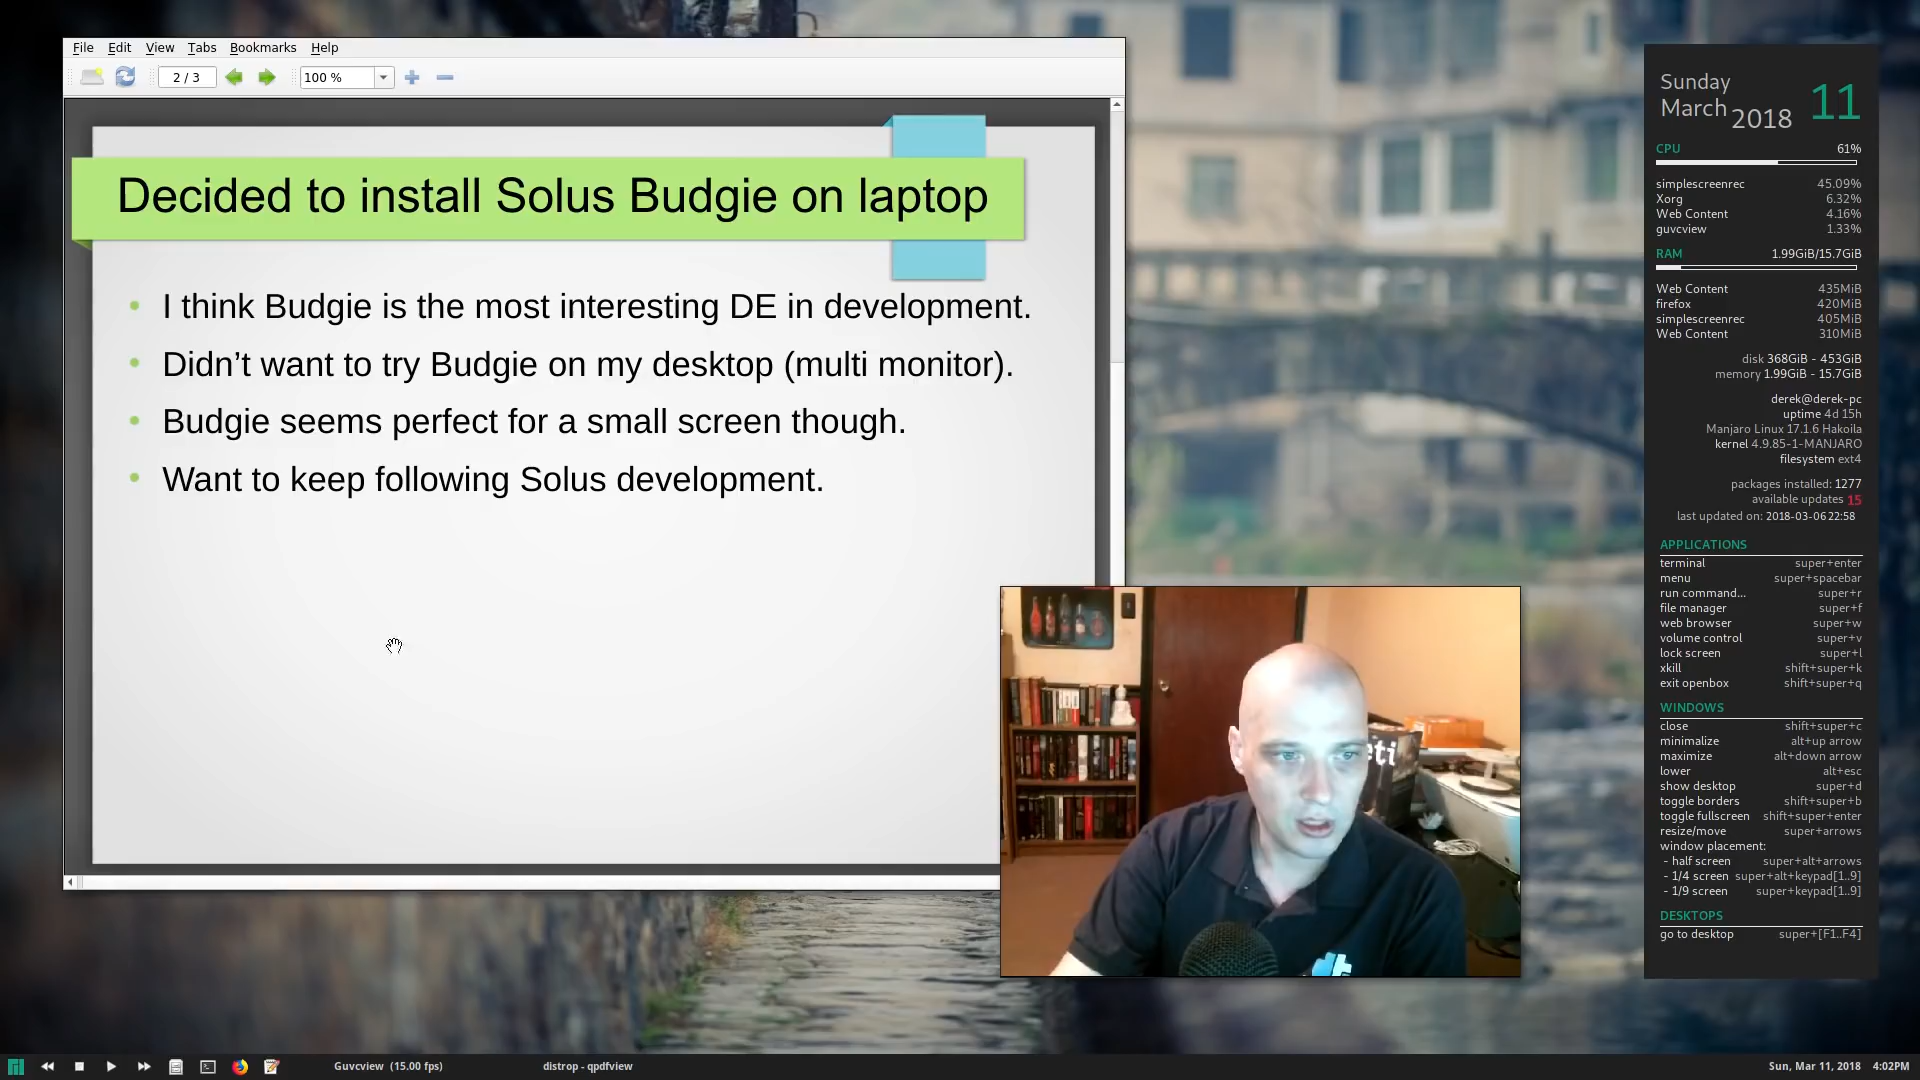 File Edit View Tabs Bookmarks Help
2 / 3 100 %
Decided to install Solus Budgie on laptop
• I think Budgie is the most interesting DE in development.
• Didn’t want to try Budgie on my desktop (multi monitor).
• Budgie seems perfect for a small screen though.
• Want to keep following Solus development.
eti
Sunday
March 2018 11
CPU 61%
simplescreenrec 45.09%
Xorg 6.32%
Web Content 4.16%
guvcview 1.33%
RAM 1.99GiB/15.7GiB
Web Content 435MiB
firefox 420MiB
simplescreenrec 405MiB
Web Content 310MiB
disk 368GiB - 453GiB
memory 1.99GiB - 15.7GiB
derek@derek-pc
uptime 4d 15h
Manjaro Linux 17.1.6 Hakoila
kernel 4.9.85-1-MANJARO
filesystem ext4
packages installed: 1277
available updates 15
last updated on: 2018-03-06 22:58
APPLICATIONS
terminal super+enter
menu super+spacebar
run command... super+r
file manager super+f
web browser super+w
volume control super+v
lock screen super+l
xkill shift+super+k
exit openbox shift+super+q
WINDOWS
close shift+super+c
minimalize alt+up arrow
maximize alt+down arrow
lower alt+esc
show desktop super+d
toggle borders shift+super+b
toggle fullscreen shift+super+enter
resize/move super+arrows
window placement:
- half screen super+alt+arrows
- 1/4 screen super+alt+keypad[1..9]
- 1/9 screen super+keypad[1..9]
DESKTOPS
go to desktop super+[F1..F4]
Guvcview (15.00 fps) distrop - qpdfview Sun, Mar 11, 2018 4:02PM